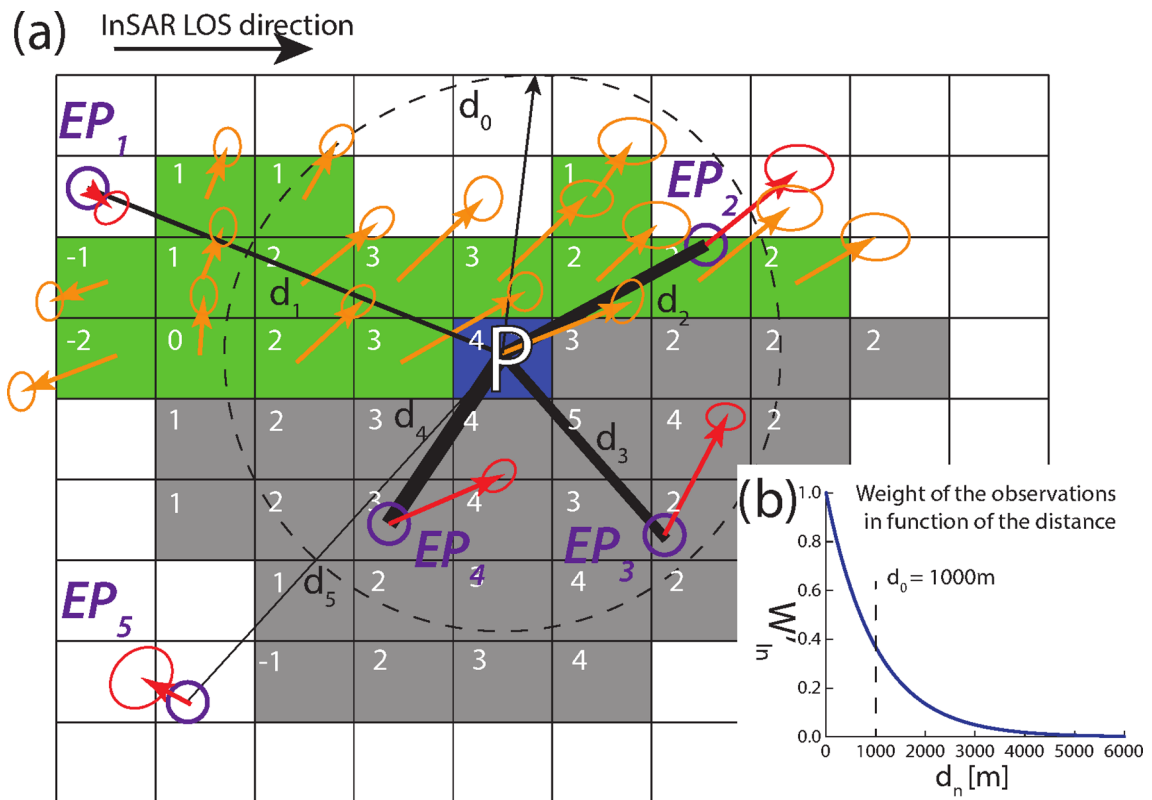 (a)
InSAR LOS direction
d0
EP1
1 1 1
EP2
-1 1 2 3 3 2 2 2
d1
d2
-2 0 2 3 4 P 3 2 2 2
1 2 3 d4 4 5 d3 4 2
1 2 3 4 3 2
EP4 EP3
1 2 3 4 2
d5
EP5
-1 2 3 4
(b)
Weight of the observations
in function of the distance
1.0
0.8
d0 = 1000m
0.6
0.4
0.2
0.0
W'ln
0 1000 2000 3000 4000 5000 6000
dn [m]